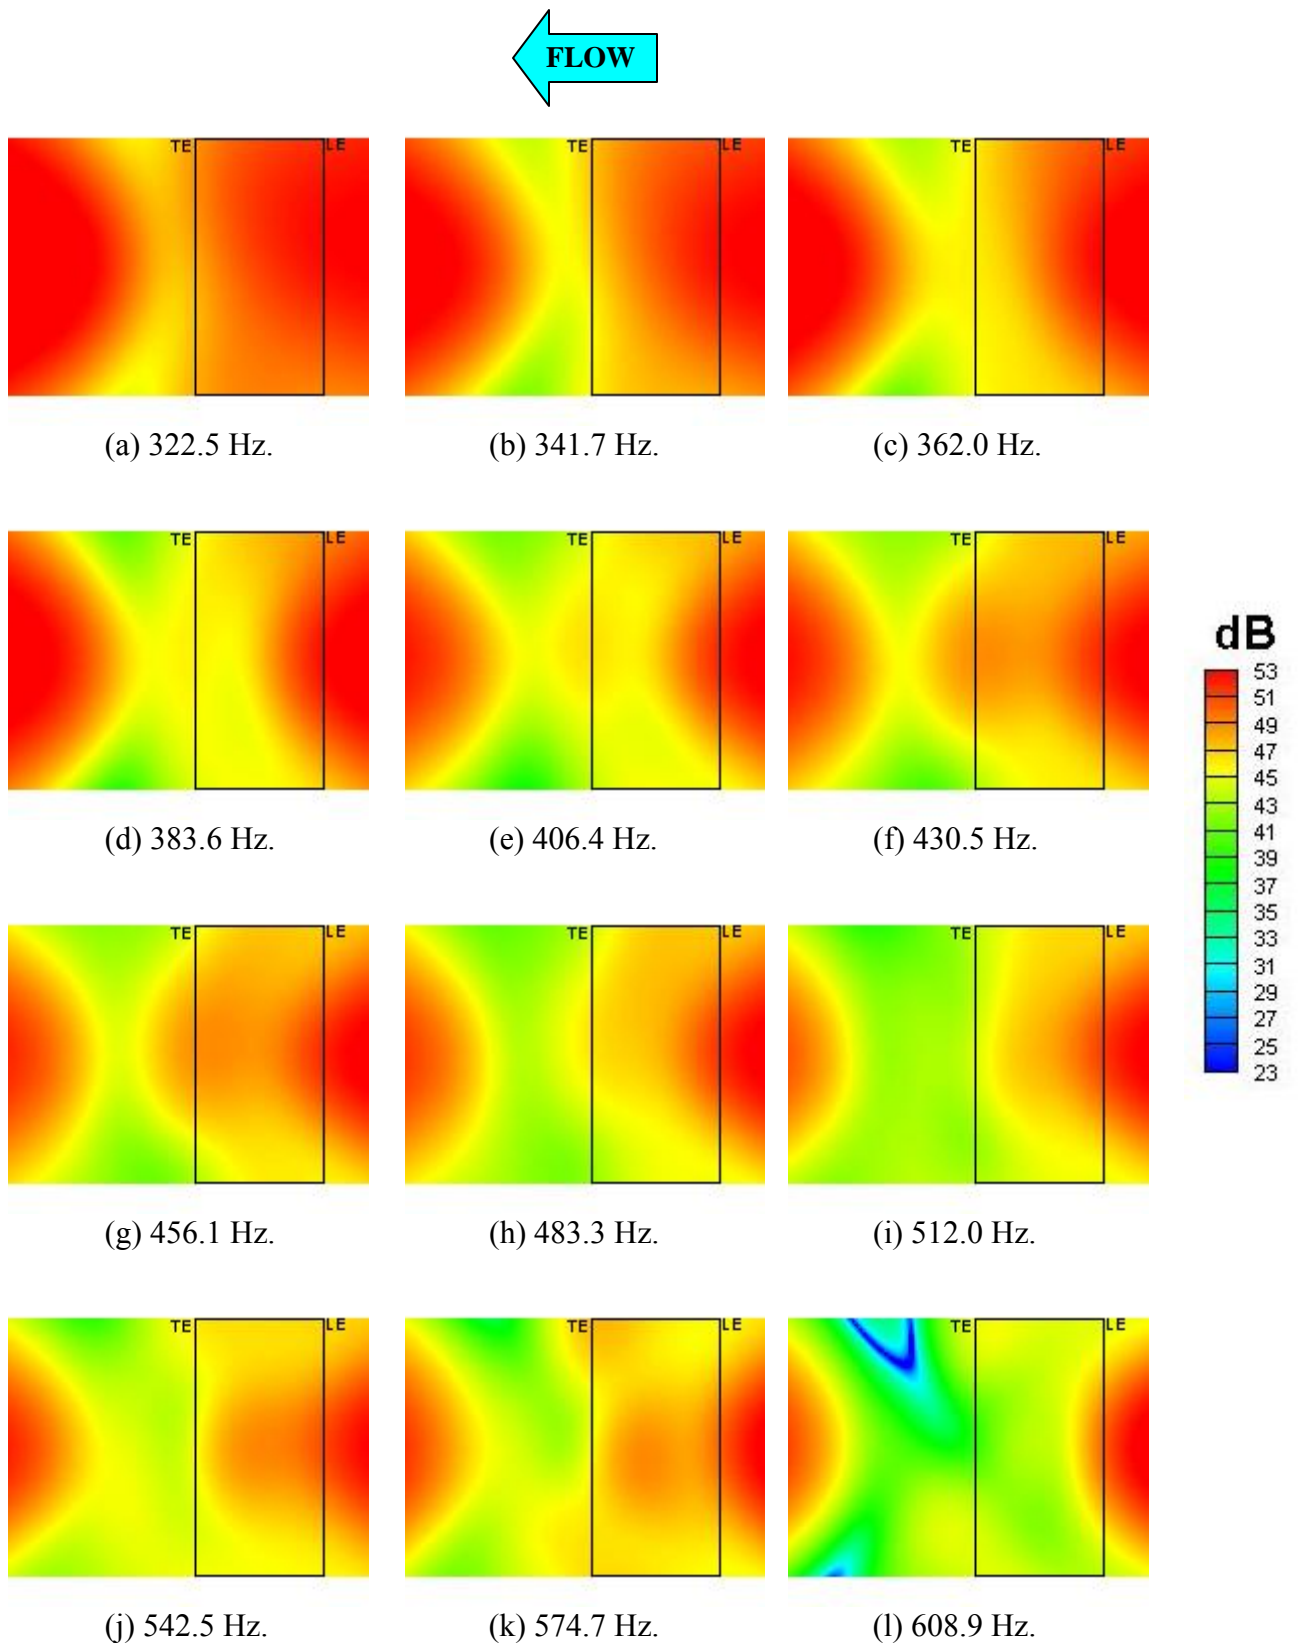 FLOW
TE LE TE LE TE LE
(a) 322.5 Hz. (b) 341.7 Hz. (c) 362.0 Hz.
TE LE TE LE TE LE
(d) 383.6 Hz. (e) 406.4 Hz. (f) 430.5 Hz.
dB
53
51
49
47
45
43
41
39
37
35
33
31
29
27
25
23
TE LE TE LE TE LE
(g) 456.1 Hz. (h) 483.3 Hz. (i) 512.0 Hz.
TE LE TE LE TE LE
(j) 542.5 Hz. (k) 574.7 Hz. (l) 608.9 Hz.